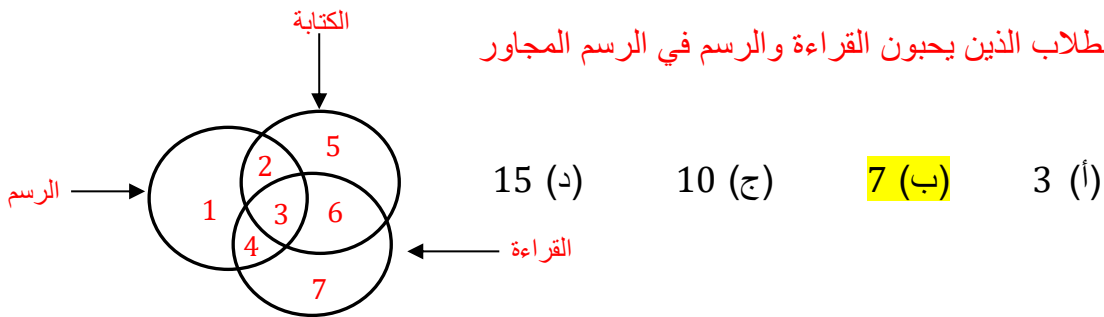 الكتابة
طلاب الذين يحبون القراءة والرسم في الرسم المجاور
(أ) 3 (ب) 7 (ج) 10 (د) 15
5
2
الرسم
1
3
6
4
القراءة
7